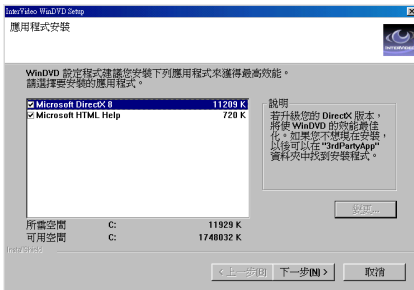 InterVideo WinDVD Setup
應用程式安裝
INTERVIDEO
WinDVD 設定程式建議您安裝下列應用程式來獲得最高效能。
請選擇要安裝的應用程式。
Microsoft DirectX 8 11209 K
Microsoft HTML Help 720 K
說明
若升級您的 DirectX 版本，
將使 WinDVD 的效能最佳
化。如果您不想現在安裝，
以後可以在 "3rdPartyApp"
資料夾中找到安裝程式。
變更...
所需空間 C: 11929 K
可用空間 C: 1748032 K
InstallShield
< 上一步(B) 下一步(N) > 取消